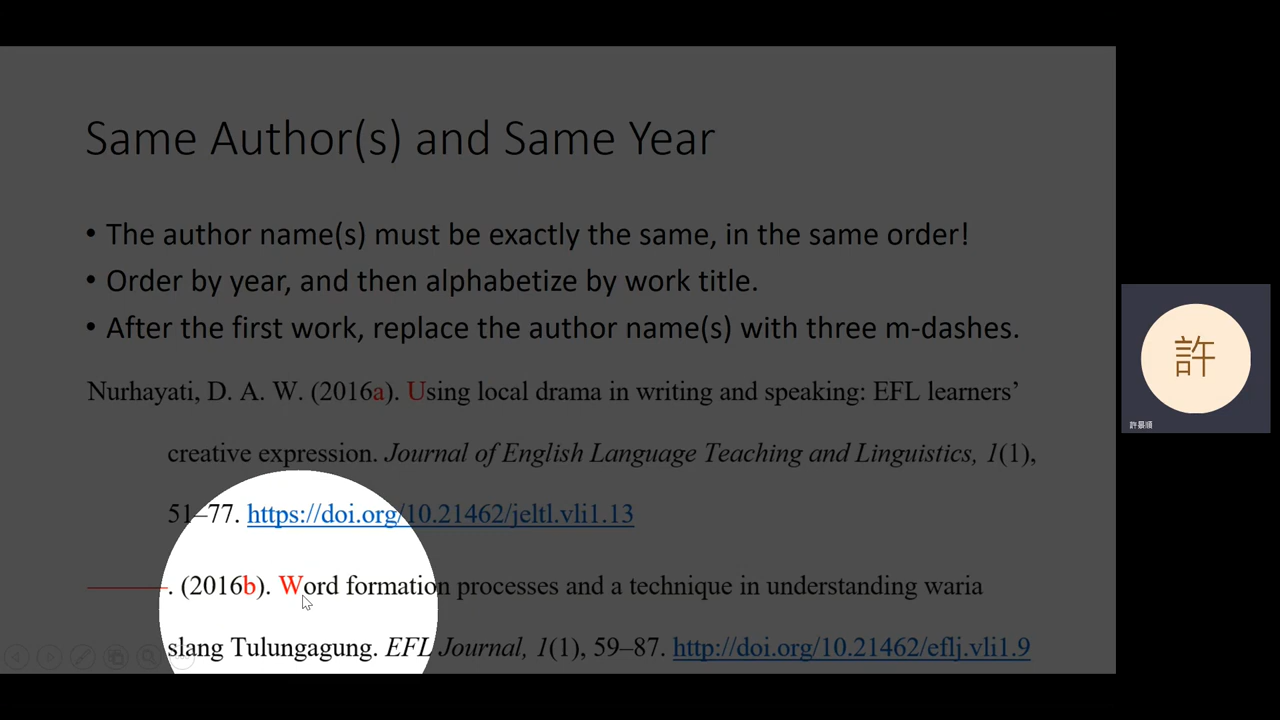 Same Author(s) and Same Year
• The author name(s) must be exactly the same, in the same order!
• Order by year, and then alphabetize by work title.
• After the first work, replace the author name(s) with three m-dashes.
Nurhayati, D. A. W. (2016a). Using local drama in writing and speaking: EFL learners’
creative expression. Journal of English Language Teaching and Linguistics, 1(1),
51–77. https://doi.org/10.21462/jeltl.vli1.13
———. (2016b). Word formation processes and a technique in understanding waria
slang Tulungagung. EFL Journal, 1(1), 59–87. http://doi.org/10.21462/eflj.vli1.9
許
許景順